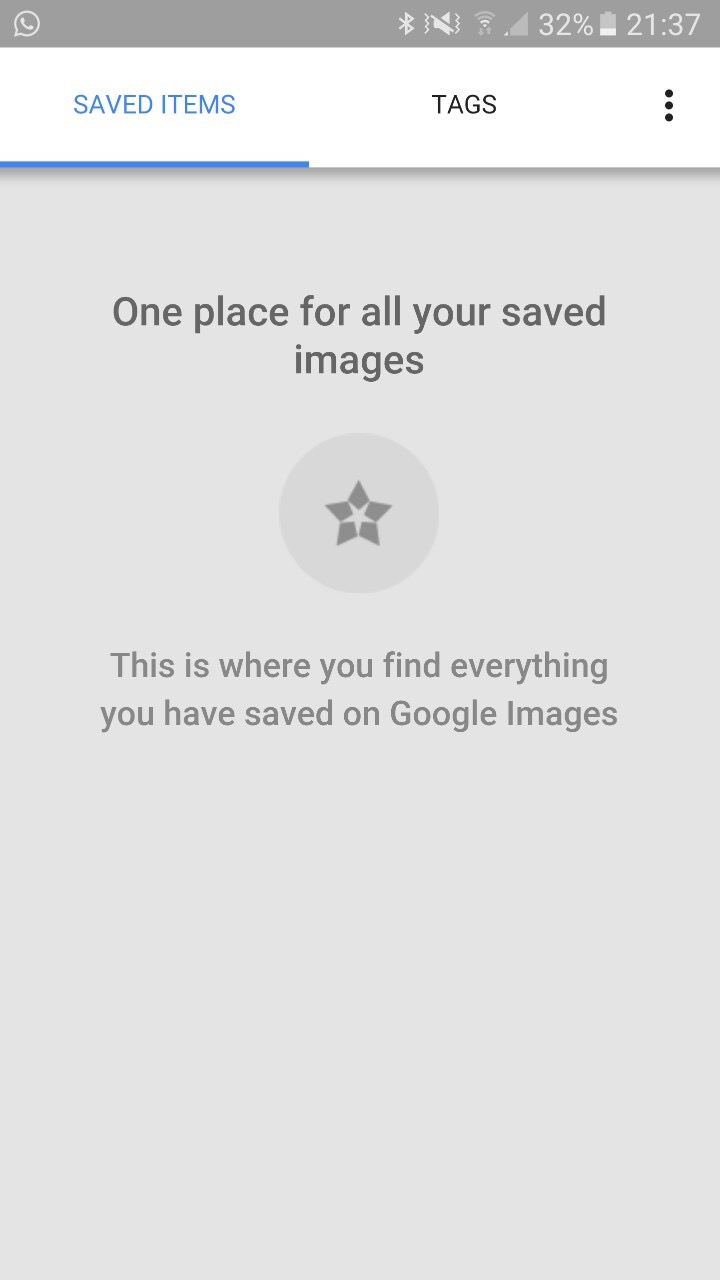 32% 21:37
SAVED ITEMS TAGS
One place for all your saved
images
This is where you find everything
you have saved on Google Images